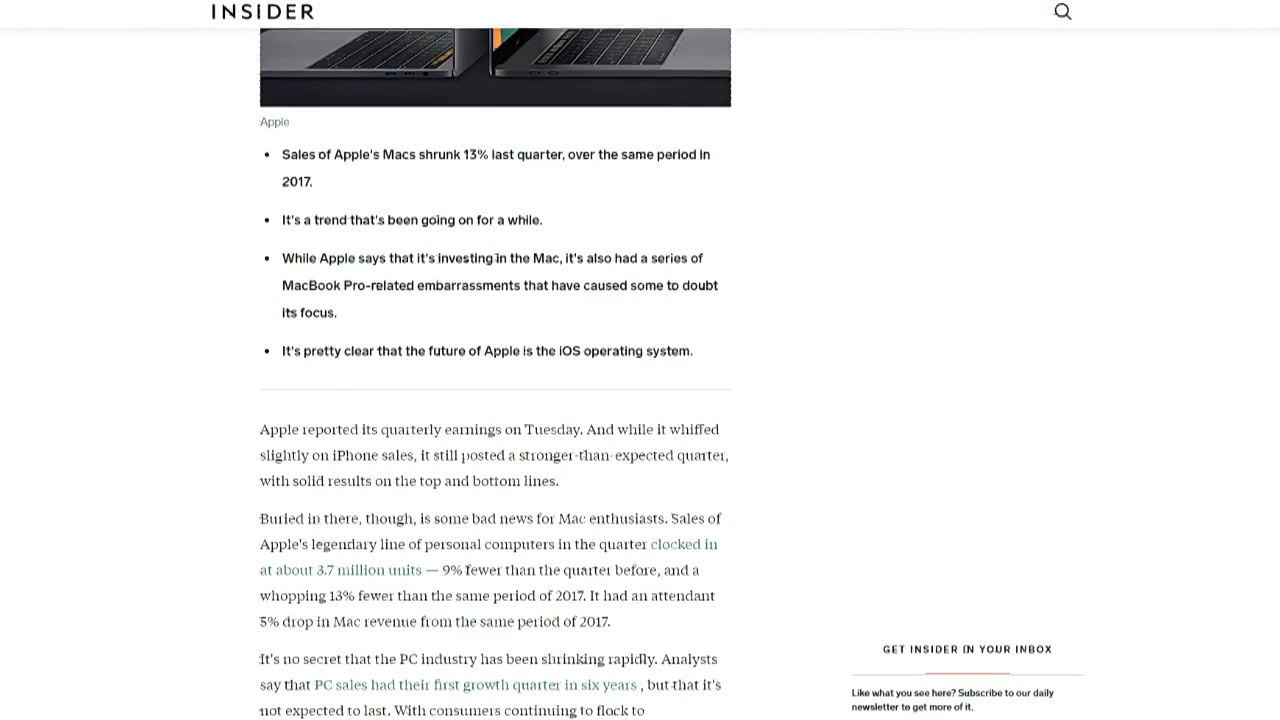 INSIDER
Apple
• Sales of Apple's Macs shrunk 13% last quarter, over the same period in
2017.
• It's a trend that's been going on for a while.
• While Apple says that it's investing in the Mac, it's also had a series of
MacBook Pro-related embarrassments that have caused some to doubt
its focus.
• It's pretty clear that the future of Apple is the iOS operating system.
Apple reported its quarterly earnings on Tuesday. And while it whiffed
slightly on iPhone sales, it still posted a stronger-than-expected quarter,
with solid results on the top and bottom lines.
Buried in there, though, is some bad news for Mac enthusiasts. Sales of
Apple's legendary line of personal computers in the quarter clocked in
at about 3.7 million units — 9% fewer than the quarter before, and a
whopping 13% fewer than the same period of 2017. It had an attendant
5% drop in Mac revenue from the same period of 2017.
It's no secret that the PC industry has been shrinking rapidly. Analysts
say that PC sales had their first growth quarter in six years , but that it's
not expected to last. With consumers continuing to flock to
GET INSIDER IN YOUR INBOX
Like what you see here? Subscribe to our daily
newsletter to get more of it.